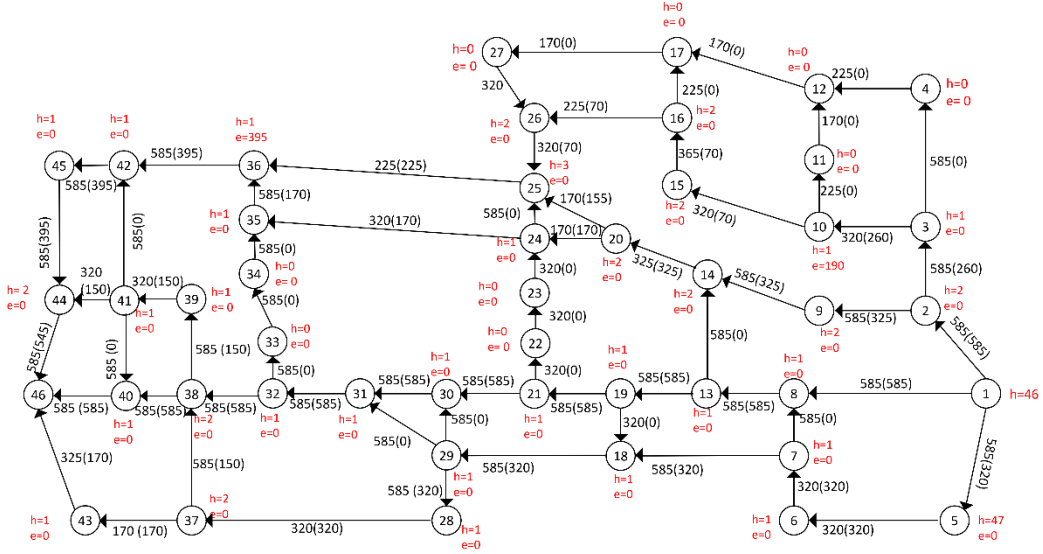 h=0
e= 0
27
170(0)
h=0
17
170(0)
h=0
e= 0
12
225(0)
4
h=0
e= 0
320
h=2
e=0
26
225(70)
16
h=2
e=0
225(0)
170(0)
585(0)
320(70)
365(70)
11
h=0
e= 0
h=1
e=0
45
h=1
e=0
42
585(395)
585(395)
h=1
e=395
36
225(225)
h=3
e=0
25
15
h=2
e=0
225(0)
320(70)
585(170)
585(0)
170(155)
h=1
e=0
35
320(170)
24
h=1
e=0
170(170)
20
h=2
e=0
10
h=1
e=190
320(260)
3
h=1
e=0
585(395)
585(0)
585(0)
34
h=0
e=0
320(0)
325(325)
14
h=2
e=0
585(325)
585(260)
h= 2
e=0
44
320
(150)
41
h=1
e=0
320(150)
39
h=1
e= 0
585(0)
h=0
e=0
23
320(0)
9
h=2
e=0
585(325)
2
h=2
e=0
585(545)
585 (0)
585 (150)
33
h=0
e=0
585(0)
h=0
e=0
22
320(0)
585(0)
585(585)
46
585 (585)
40
h=1
e=0
585(585)
38
h=2
e=0
585(585)
32
h=1
e=0
585(585)
31
h=1
e=0
585(585)
h=1
e=0
30
585(585)
21
h=1
e=0
585(585)
h=1
e=0
19
585(585)
13
h=1
e=0
585(585)
h=1
e=0
8
585(585)
1
h=46
325(170)
585(150)
585(0)
585(0)
29
h=1
e=0
585(320)
320(0)
18
h=1
e=0
585(320)
585(0)
7
h=1
e=0
585(320)
585 (320)
320(320)
h=1
e=0
43
170 (170)
h=2
e=0
37
320(320)
28
h=1
e=0
h=1
e=0
6
320(320)
5
h=47
e=0